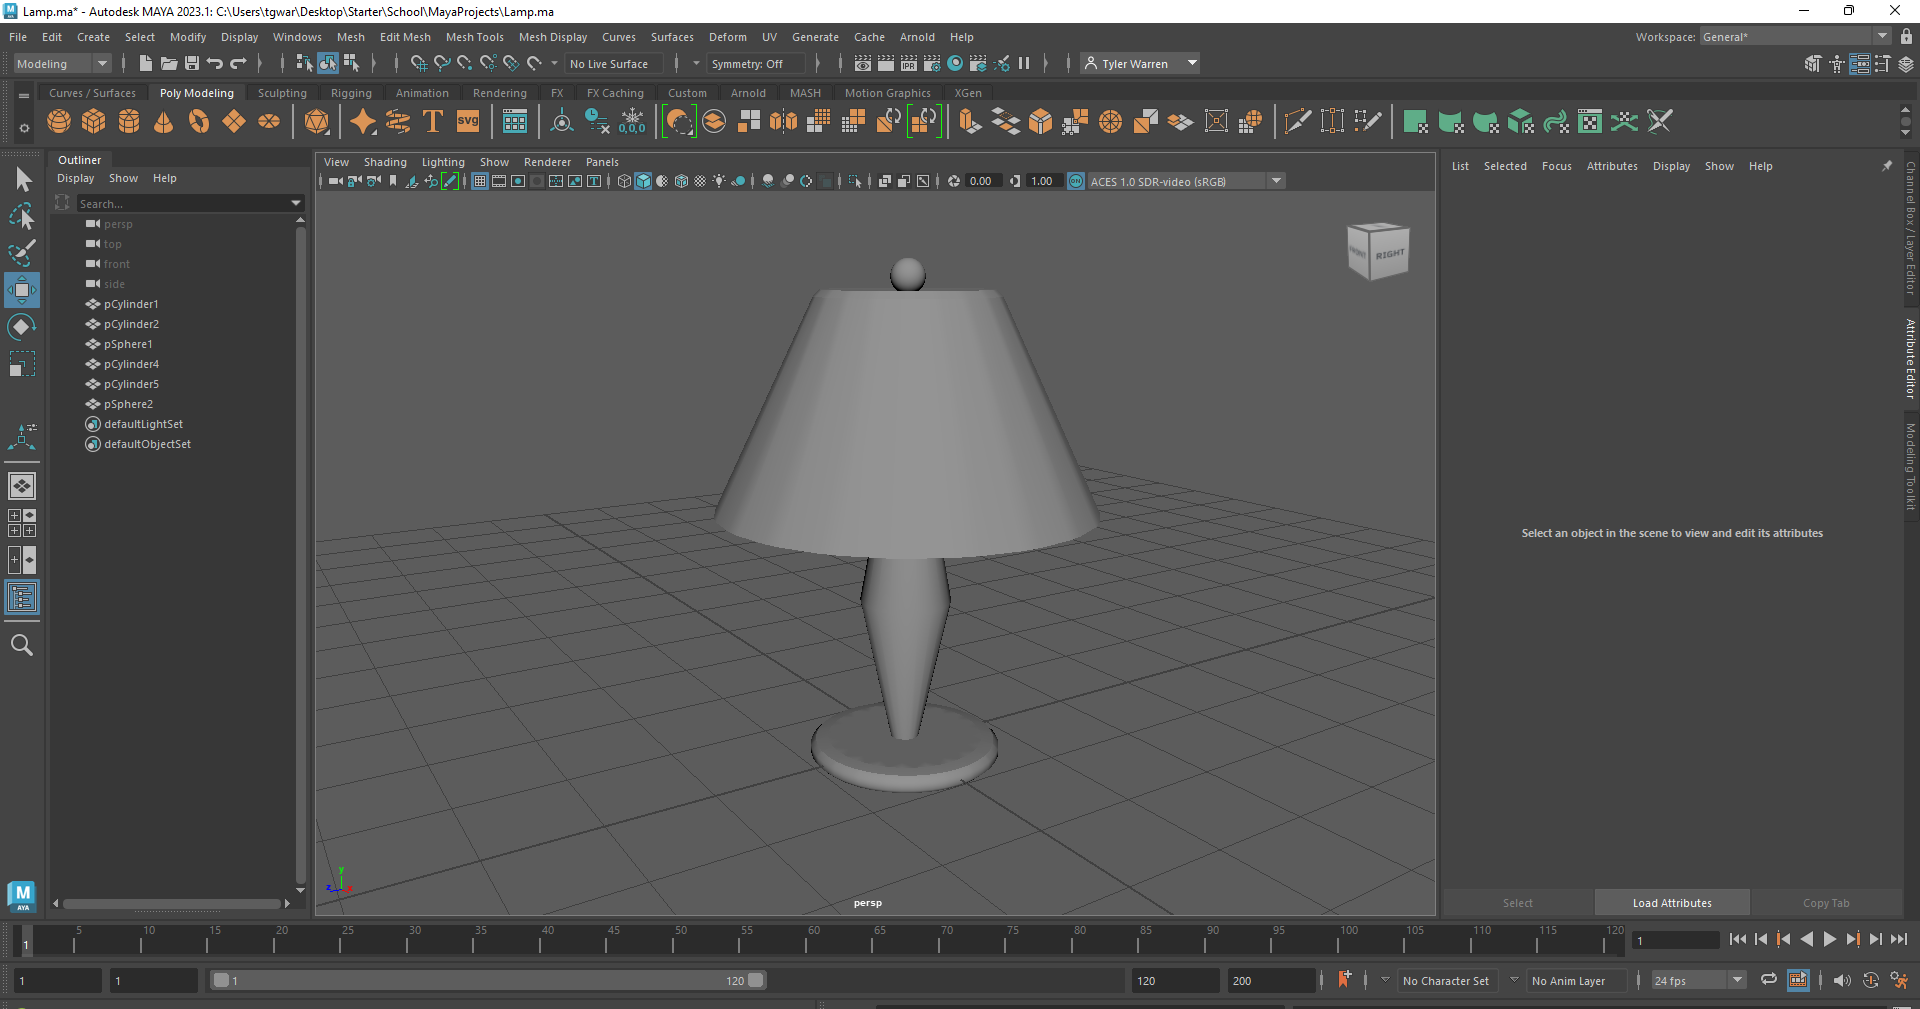 Lamp.ma* - Autodesk MAYA 2023.1: C:\Users\tgwar\Desktop\Starter\School\MayaProjects\Lamp.ma
File Edit Create Select Modify Display Windows Mesh Edit Mesh Mesh Tools Mesh Display Curves Surfaces Deform UV Generate Cache Arnold Help Workspace: General*
Modeling No Live Surface Symmetry: Off IPR Tyler Warren
Curves / Surfaces Poly Modeling Sculpting Rigging Animation Rendering FX FX Caching Custom Arnold MASH Motion Graphics XGen
T SVG 0,0,0
Outliner
Display Show Help
Search...
persp
top
front
side
pCylinder1
pCylinder2
pSphere1
pCylinder4
pCylinder5
pSphere2
defaultLightSet
defaultObjectSet
View Shading Lighting Show Renderer Panels
0.00 1.00 ON ACES 1.0 SDR-video (sRGB)
FRONT RIGHT
y
z x
persp
List Selected Focus Attributes Display Show Help
Select an object in the scene to view and edit its attributes
Select Load Attributes Copy Tab
Channel Box / Layer Editor
Attribute Editor
Modeling Toolkit
M
AYA
5 10 15 20 25 30 35 40 45 50 55 60 65 70 75 80 85 90 95 100 105 110 115 120
1 1
1 1 1 120 120 200 No Character Set No Anim Layer 24 fps